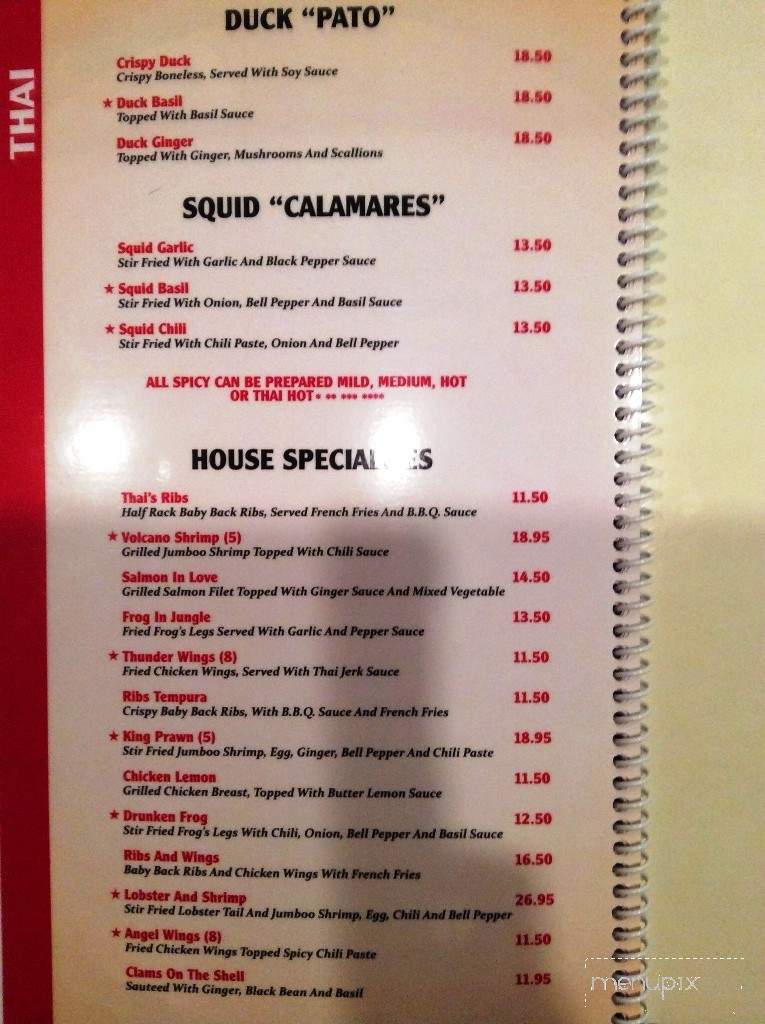 THAI
DUCK “PATO”
Crispy Duck 18.50
Crispy Boneless, Served With Soy Sauce
★ Duck Basil 18.50
Topped With Basil Sauce
Duck Ginger 18.50
Topped With Ginger, Mushrooms And Scallions
SQUID “CALAMARES”
Squid Garlic 13.50
Stir Fried With Garlic And Black Pepper Sauce
★ Squid Basil 13.50
Stir Fried With Onion, Bell Pepper And Basil Sauce
★ Squid Chili 13.50
Stir Fried With Chili Paste, Onion And Bell Pepper
ALL SPICY CAN BE PREPARED MILD, MEDIUM, HOT
OR THAI HOT * ** *** ****
HOUSE SPECIALTIES
Thai's Ribs 11.50
Half Rack Baby Back Ribs, Served French Fries And B.B.Q. Sauce
★ Volcano Shrimp (5) 18.95
Grilled Jumboo Shrimp Topped With Chili Sauce
Salmon In Love 14.50
Grilled Salmon Filet Topped With Ginger Sauce And Mixed Vegetable
Frog In Jungle 13.50
Fried Frog's Legs Served With Garlic And Pepper Sauce
★ Thunder Wings (8) 11.50
Fried Chicken Wings, Served With Thai Jerk Sauce
Ribs Tempura 11.50
Crispy Baby Back Ribs, With B.B.Q. Sauce And French Fries
★ King Prawn (5) 18.95
Stir Fried Jumboo Shrimp, Egg, Ginger, Bell Pepper And Chili Paste
Chicken Lemon 11.50
Grilled Chicken Breast, Topped With Butter Lemon Sauce
★ Drunken Frog 12.50
Stir Fried Frog's Legs With Chili, Onion, Bell Pepper And Basil Sauce
Ribs And Wings 16.50
Baby Back Ribs And Chicken Wings With French Fries
★ Lobster And Shrimp 26.95
Stir Fried Lobster Tail And Jumboo Shrimp, Egg, Chili And Bell Pepper
★ Angel Wings (8) 11.50
Fried Chicken Wings Topped Spicy Chili Paste
Clams On The Shell 11.95
Sauteed With Ginger, Black Bean And Basil
menupix